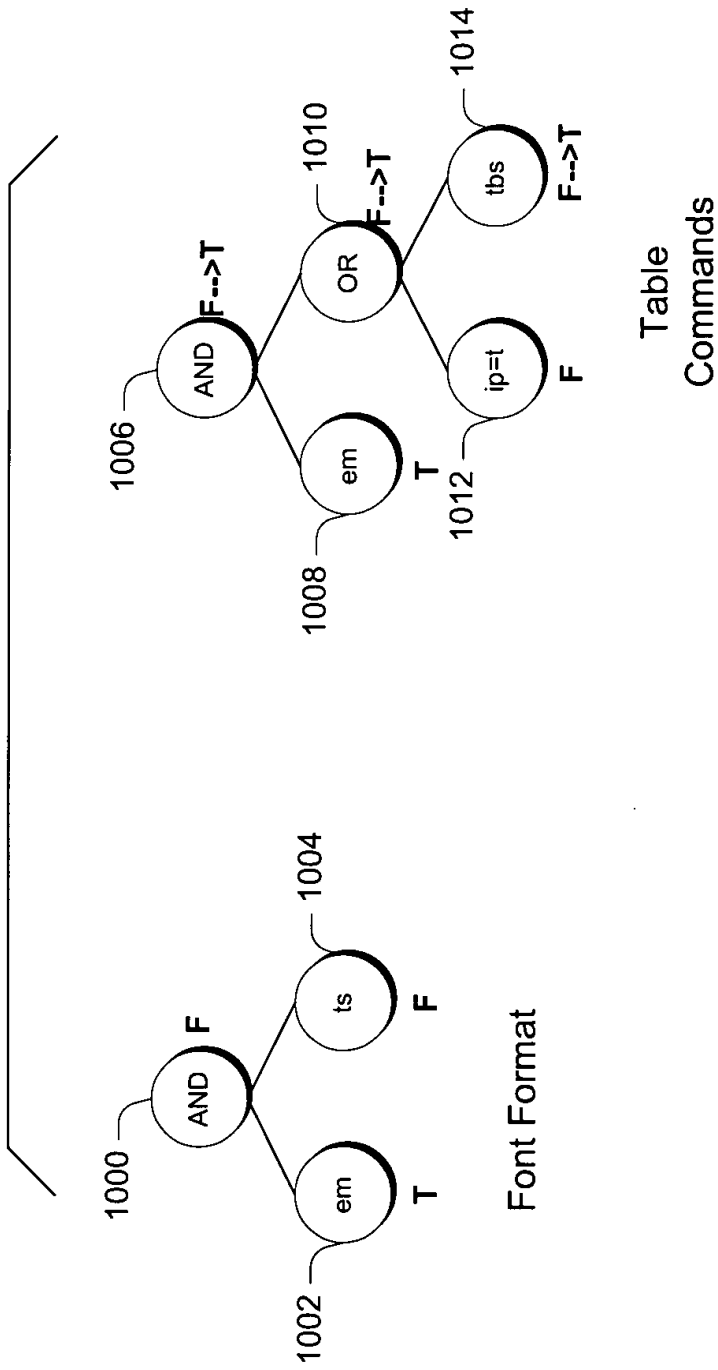 1000
AND F
1002
em
T
ts
1004
F
Font Format
1006
AND F-->T
1008
em
T
OR
1010
F-->T
1012
ip=t
F
tbs
1014
F-->T
Table
Commands